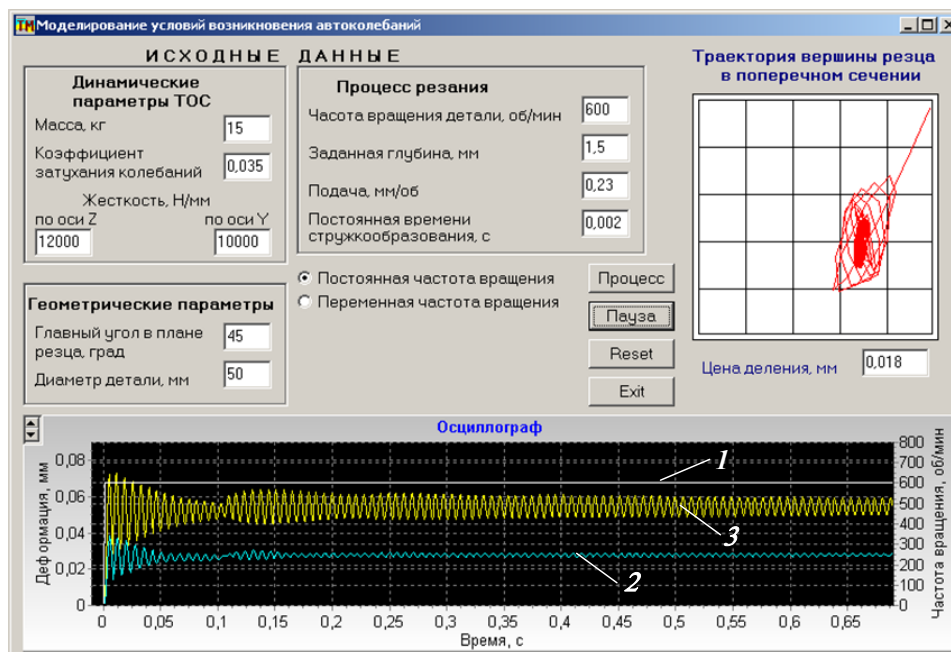 Моделирование условий возникновения автоколебаний
ИСХОДНЫЕ ДАННЫЕ
Динамические
параметры ТОС
Масса, кг
15
Коэффициент
затухания колебаний
0,035
Жесткость, Н/мм
по оси Z
по оси Y
12000
10000
Процесс резания
Частота вращения детали, об/мин
600
Заданная глубина, мм
1,5
Подача, мм/об
0,23
Постоянная времени
стружкообразования, с
0,002
Траектория вершины резца
в поперечном сечении
Цена деления, мм
0,018
Постоянная частота вращения
Переменная частота вращения
Процесс
Пауза
Reset
Exit
Геометрические параметры
Главный угол в плане
резца, град
45
Диаметр детали, мм
50
Осциллограф
Деформация, мм
0,08
0,06
0,04
0,02
0
1
3
2
800
700
600
500
400
300
200
100
0
Частота вращения, об/мин
0 0,05 0,1 0,15 0,2 0,25 0,3 0,35 0,4 0,45 0,5 0,55 0,6 0,65
Время, с